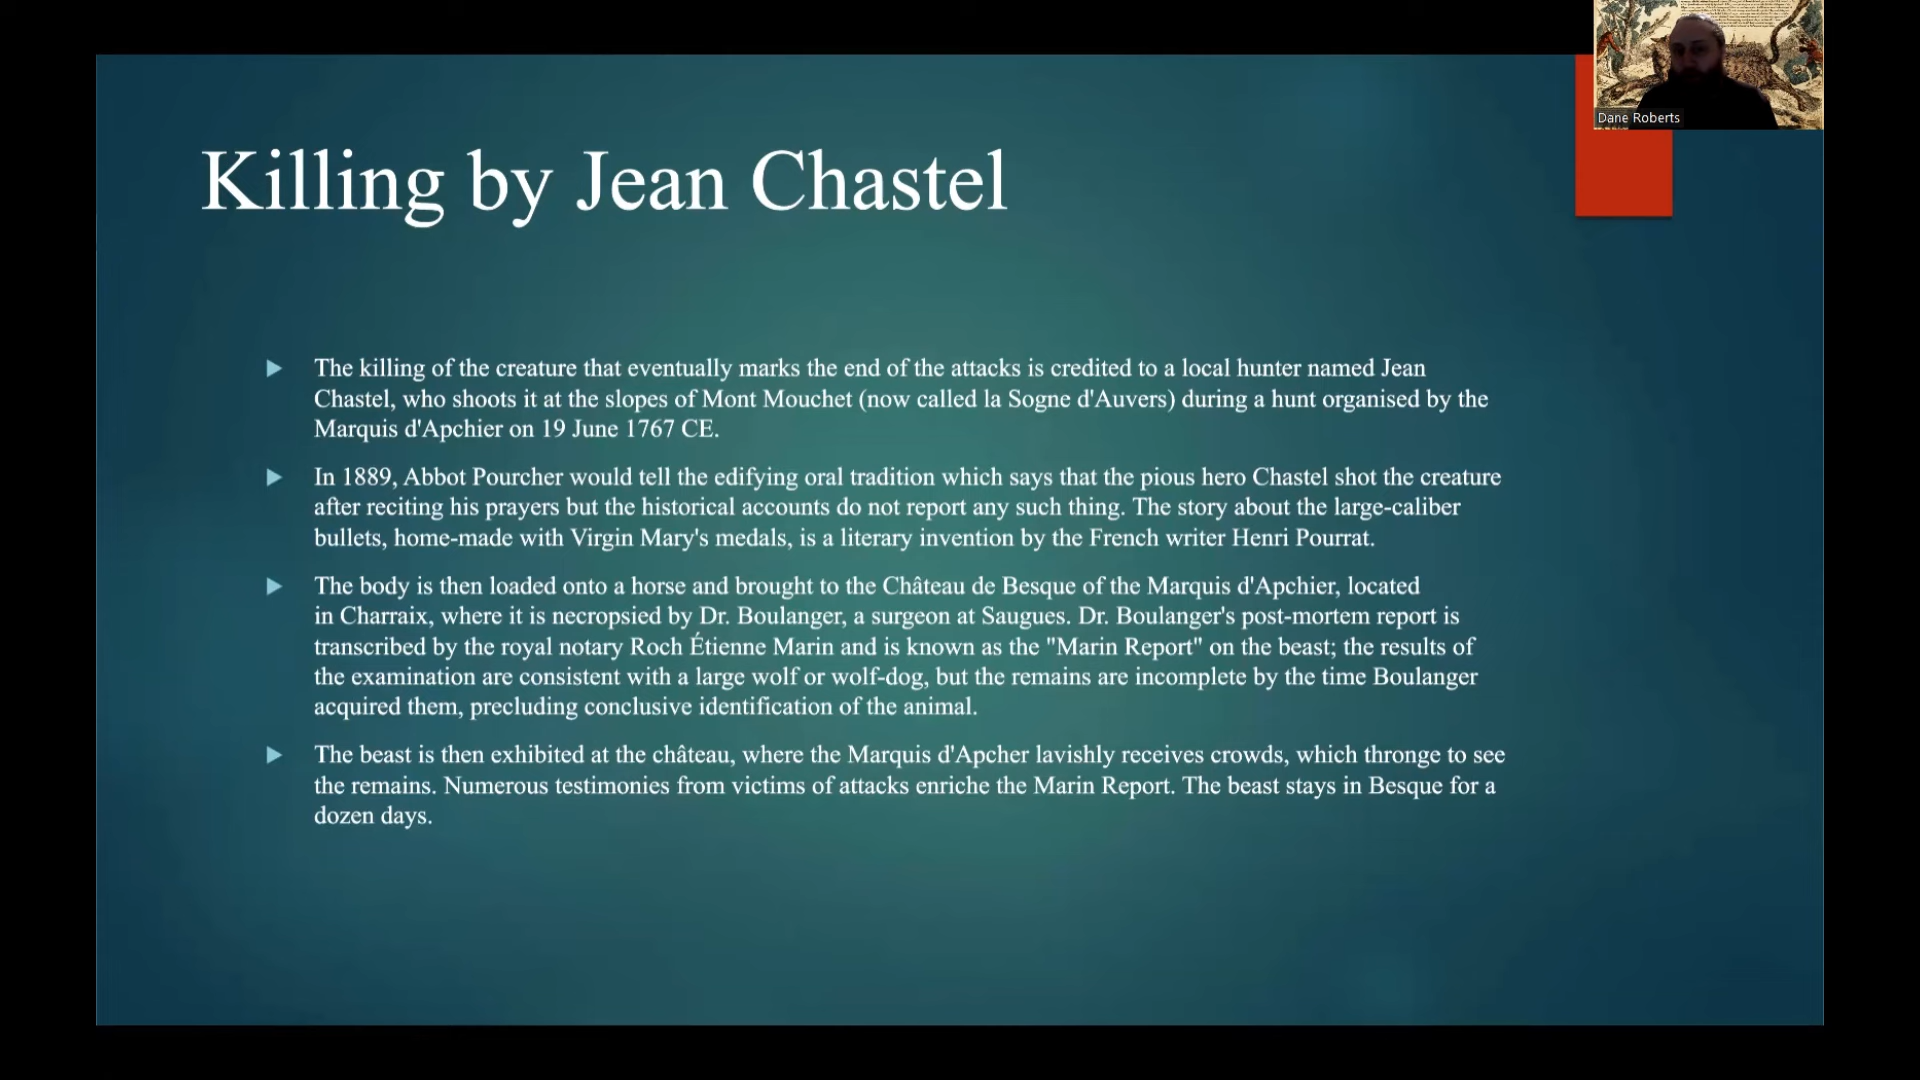 Dane Roberts
Killing by Jean Chastel
The killing of the creature that eventually marks the end of the attacks is credited to a local hunter named Jean
Chastel, who shoots it at the slopes of Mont Mouchet (now called la Sogne d'Auvers) during a hunt organised by the
Marquis d'Apchier on 19 June 1767 CE.
In 1889, Abbot Pourcher would tell the edifying oral tradition which says that the pious hero Chastel shot the creature
after reciting his prayers but the historical accounts do not report any such thing. The story about the large-caliber
bullets, home-made with Virgin Mary's medals, is a literary invention by the French writer Henri Pourrat.
The body is then loaded onto a horse and brought to the Château de Besque of the Marquis d'Apchier, located
in Charraix, where it is necropsied by Dr. Boulanger, a surgeon at Saugues. Dr. Boulanger's post-mortem report is
transcribed by the royal notary Roch Étienne Marin and is known as the "Marin Report" on the beast; the results of
the examination are consistent with a large wolf or wolf-dog, but the remains are incomplete by the time Boulanger
acquired them, precluding conclusive identification of the animal.
The beast is then exhibited at the château, where the Marquis d'Apcher lavishly receives crowds, which thronge to see
the remains. Numerous testimonies from victims of attacks enriche the Marin Report. The beast stays in Besque for a
dozen days.